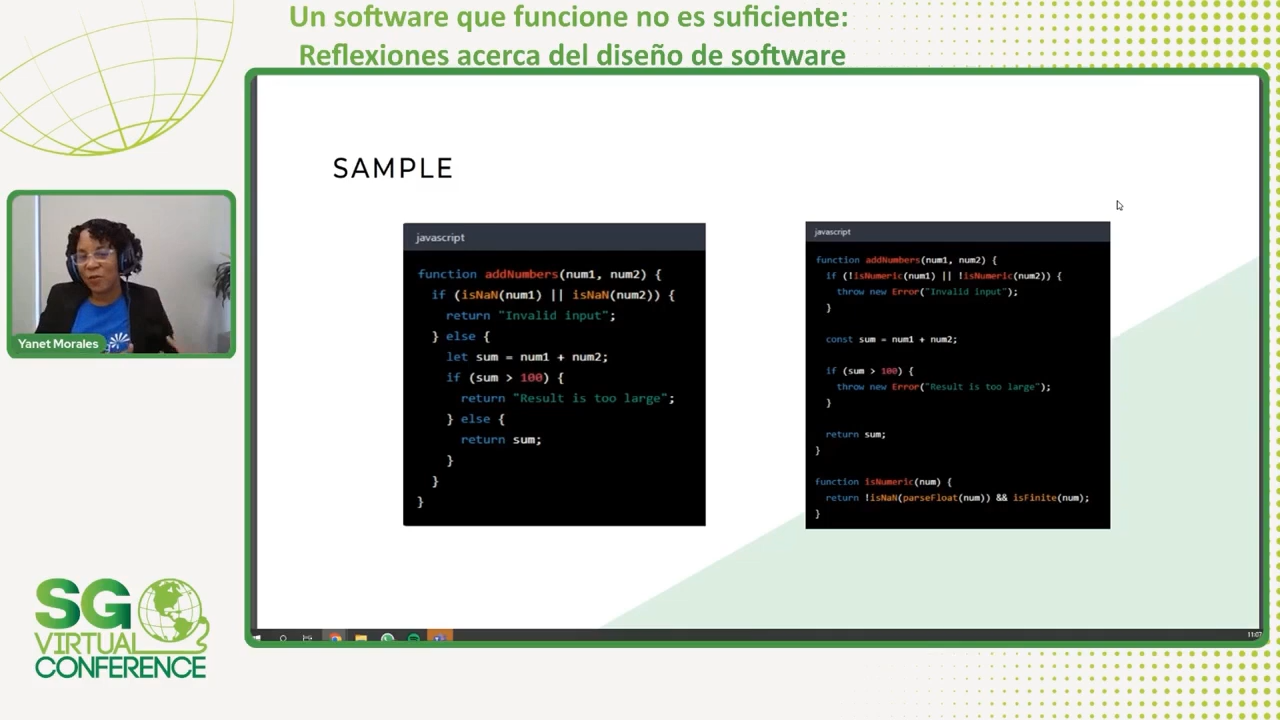 Un software que funcione no es suficiente:
Reflexiones acerca del diseño de software
SAMPLE
javascript
function addNumbers(num1, num2) {
if (isNaN(num1) || isNaN(num2)) {
return "Invalid input";
} else {
let sum = num1 + num2;
if (sum > 100) {
return "Result is too large";
} else {
return sum;
}
}
}
javascript
function addNumbers(num1, num2) {
if (!isNumeric(num1) || !isNumeric(num2)) {
throw new Error("Invalid input");
}
const sum = num1 + num2;
if (sum > 100) {
throw new Error("Result is too large");
}
return sum;
}
function isNumeric(num) {
return !isNaN(parseFloat(num)) && isFinite(num);
}
Yanet Morales
SG
VIRTUAL
CONFERENCE
11:07